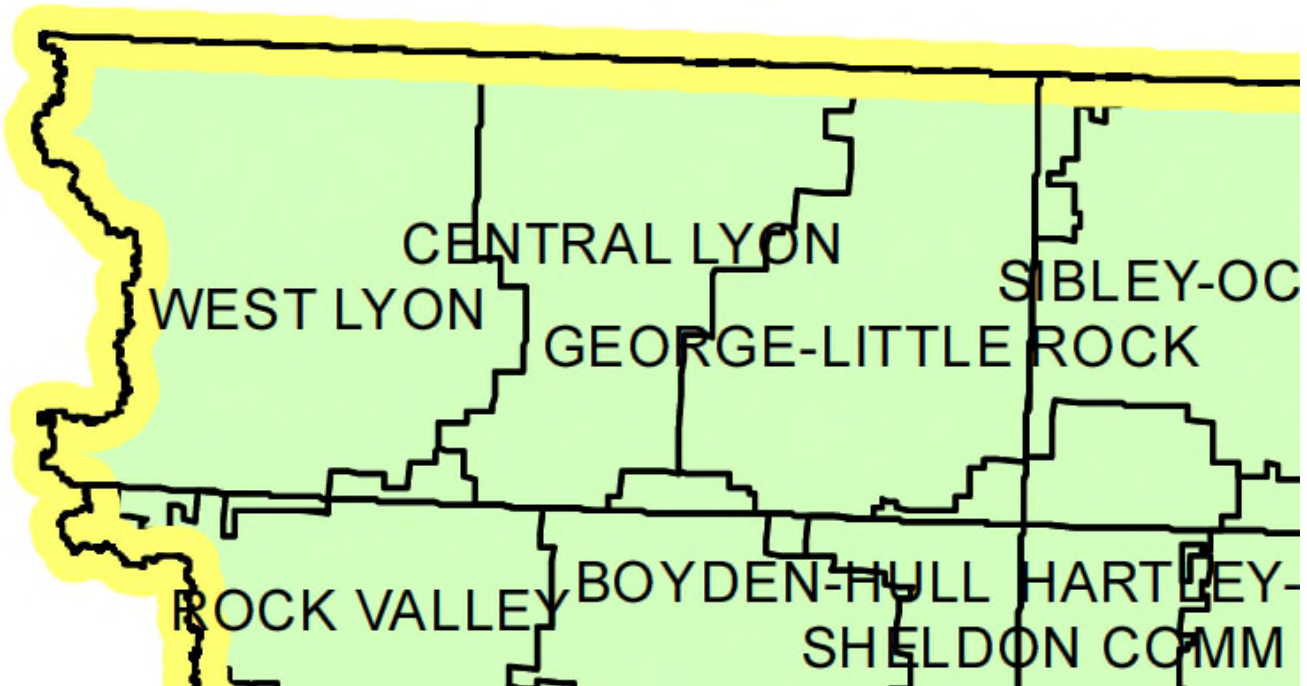 CENTRAL LYON
SIBLEY-OC
WEST LYON
GEORGE-LITTLE ROCK
BOYDEN-HULL
HARTLEY-
ROCK VALLEY
SHELDON COMM